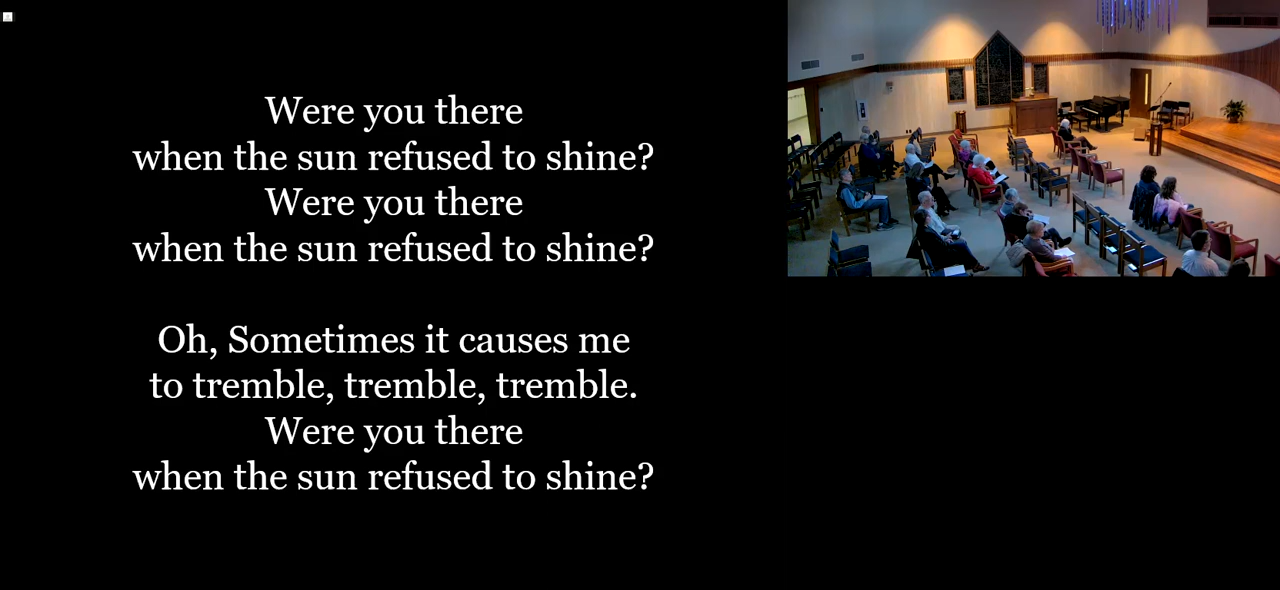 Were you there
when the sun refused to shine?
Were you there
when the sun refused to shine?
Oh, Sometimes it causes me
to tremble, tremble, tremble.
Were you there
when the sun refused to shine?